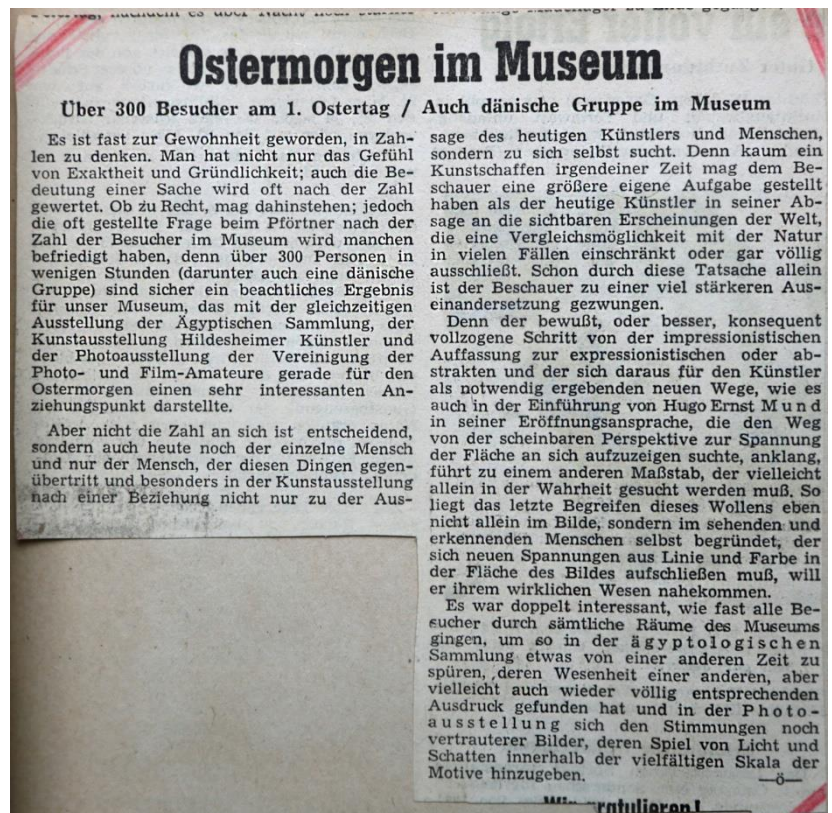 Ostermorgen im Museum
Über 300 Besucher am 1. Ostertag / Auch dänische Gruppe im Museum
Es ist fast zur Gewohnheit geworden, in Zah-
len zu denken. Man hat nicht nur das Gefühl
von Exaktheit und Gründlichkeit; auch die Be-
deutung einer Sache wird oft nach der Zahl
gewertet. Ob zu Recht, mag dahinstehen; jedoch
die oft gestellte Frage beim Pförtner nach der
Zahl der Besucher im Museum wird manchen
befriedigt haben, denn über 300 Personen in
wenigen Stunden (darunter auch eine dänische
Gruppe) sind sicher ein beachtliches Ergebnis
für unser Museum, das mit der gleichzeitigen
Ausstellung der Ägyptischen Sammlung, der
Kunstausstellung Hildesheimer Künstler und
der Photoausstellung der Vereinigung der
Photo- und Film-Amateure gerade für den
Ostermorgen einen sehr interessanten An-
ziehungspunkt darstellte.
Aber nicht die Zahl an sich ist entscheidend,
sondern auch heute noch der einzelne Mensch
und nur der Mensch, der diesen Dingen gegen-
übertritt und besonders in der Kunstausstellung
nach einer Beziehung nicht nur zu der Aus-
sage des heutigen Künstlers und Menschen,
sondern zu sich selbst sucht. Denn kaum ein
Kunstschaffen irgendeiner Zeit mag dem Be-
schauer eine größere eigene Aufgabe gestellt
haben als der heutige Künstler in seiner Ab-
sage an die sichtbaren Erscheinungen der Welt,
die eine Vergleichsmöglichkeit mit der Natur
in vielen Fällen einschränkt oder gar völlig
ausschließt. Schon durch diese Tatsache allein
ist der Beschauer zu einer viel stärkeren Aus-
einandersetzung gezwungen.
Denn der bewußt, oder besser, konsequent
vollzogene Schritt von der impressionistischen
Auffassung zur expressionistischen oder ab-
strakten und der sich daraus für den Künstler
als notwendig ergebenden neuen Wege, wie es
auch in der Einführung von Hugo Ernst Mund
in seiner Eröffnungsansprache, die den Weg
von der scheinbaren Perspektive zur Spannung
der Fläche an sich aufzuzeigen suchte, anklang,
führt zu einem anderen Maßstab, der vielleicht
allein in der Wahrheit gesucht werden muß. So
liegt das letzte Begreifen dieses Wollens eben
nicht allein im Bilde, sondern im sehenden und
erkennenden Menschen selbst begründet, der
sich neuen Spannungen aus Linie und Farbe in
der Fläche des Bildes aufschließen muß, will
er ihrem wirklichen Wesen nahekommen.
Es war doppelt interessant, wie fast alle Be-
sucher durch sämtliche Räume des Museums
gingen, um so in der ägyptologischen
Sammlung etwas von einer anderen Zeit zu
spüren, deren Wesenheit einer anderen, aber
vielleicht auch wieder völlig entsprechenden
Ausdruck gefunden hat und in der Photo-
ausstellung sich den Stimmungen noch
vertrauterer Bilder, deren Spiel von Licht und
Schatten innerhalb der vielfältigen Skala der
Motive hinzugeben. —ö—